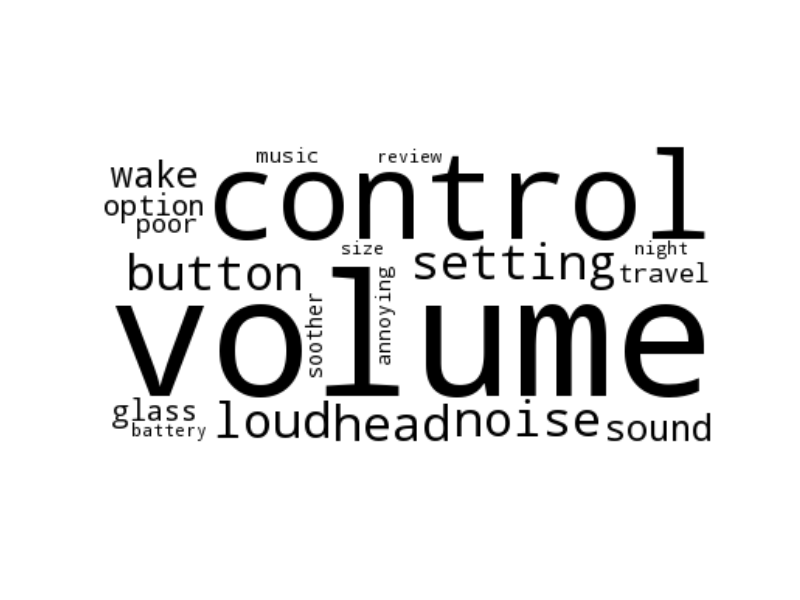 music review
wake control
option
poor
size night
button setting travel
volume
soother
annoying
glass
battery
loud head noise sound